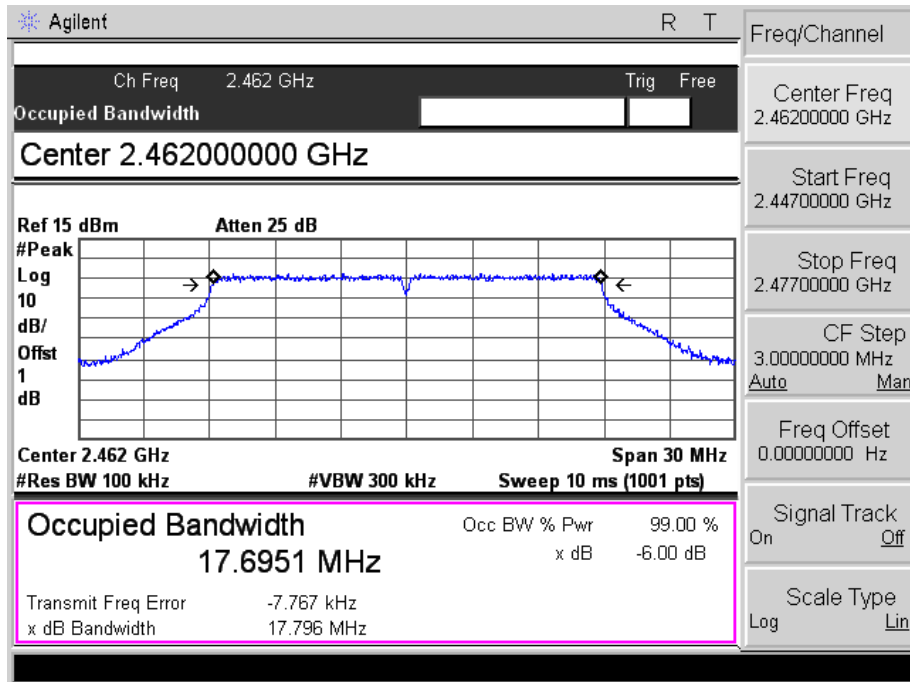 Agilent R T
Ch Freq 2.462 GHz Trig Free
Occupied Bandwidth
Center 2.462000000 GHz
Ref 15 dBm Atten 25 dB
#Peak
Log
10
dB/
Offst
1
dB
Center 2.462 GHz Span 30 MHz
#Res BW 100 kHz #VBW 300 kHz Sweep 10 ms (1001 pts)
Occupied Bandwidth Occ BW % Pwr 99.00 %
17.6951 MHz x dB -6.00 dB
Transmit Freq Error -7.767 kHz
x dB Bandwidth 17.796 MHz
Freq/Channel
Center Freq
2.46200000 GHz
Start Freq
2.44700000 GHz
Stop Freq
2.47700000 GHz
CF Step
3.00000000 MHz
Auto Man
Freq Offset
0.00000000 Hz
Signal Track
On Off
Scale Type
Log Lin